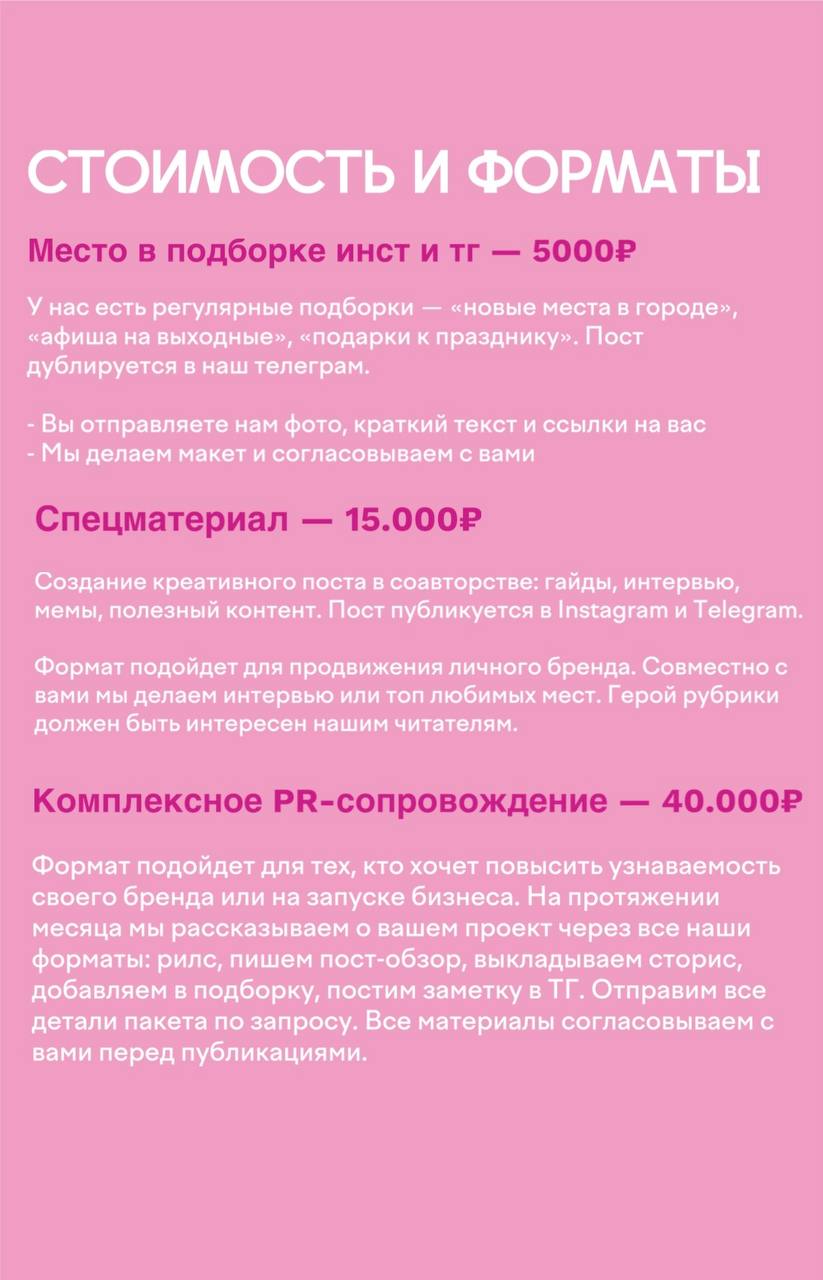 СТОИМОСТЬ И ФОРМАТЫ
Место в подборке инст и тг — 5000₽
У нас есть регулярные подборки — «новые места в городе»,
«афиша на выходные», «подарки к празднику». Пост
дублируется в наш телеграм.
- Вы отправляете нам фото, краткий текст и ссылки на вас
- Мы делаем макет и согласовываем с вами
Спецматериал — 15.000₽
Создание креативного поста в соавторстве: гайды, интервью,
мемы, полезный контент. Пост публикуется в Instagram и Telegram.
Формат подойдет для продвижения личного бренда. Совместно с
вами мы делаем интервью или топ любимых мест. Герой рубрики
должен быть интересен нашим читателям.
Комплексное PR-сопровождение — 40.000₽
Формат подойдет для тех, кто хочет повысить узнаваемость
своего бренда или на запуске бизнеса. На протяжении
месяца мы рассказываем о вашем проект через все наши
форматы: рилс, пишем пост-обзор, выкладываем сторис,
добавляем в подборку, постим заметку в ТГ. Отправим все
детали пакета по запросу. Все материалы согласовываем с
вами перед публикациями.